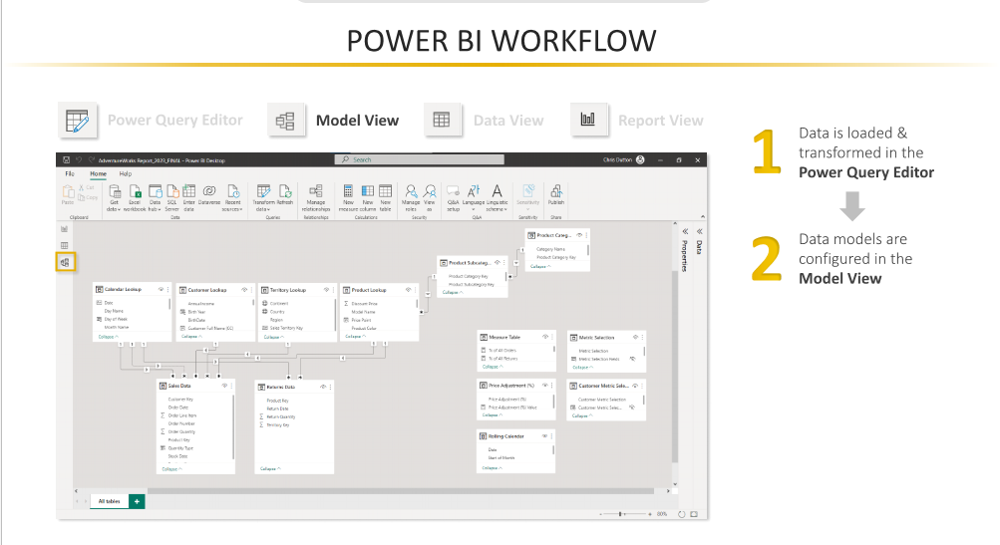 POWER BI WORKFLOW
Power Query Editor
Model View
Data View
Report View
AdventureWorks Report_2023_FINAL - Power BI Desktop
Search
Chris Dutton
File
Home
Help
Paste
Cut
Copy
Clipboard
Get data
Excel workbook
Data hub
SQL Server
Enter data
Dataverse
Recent sources
Data
Transform data
Refresh
Queries
Manage relationships
Relationships
New measure
New column
New table
Calculations
Manage roles
View as
Security
Q&A setup
Language
Linguistic schema
Q&A
Sensitivity
Sensitivity
Publish
Share
Properties
Data
Product Categ...
Category Name
Product Category Key
Collapse
Product Subcateg...
Product Category Key
Product Subcategory Key
Collapse
Calendar Lookup
Date
Day Name
Day of Week
Month Name
Collapse
Customer Lookup
AnnualIncome
Birth Year
BirthDate
Customer Full Name (CC)
Collapse
Territory Lookup
Continent
Country
Region
Sales Territory Key
Collapse
Product Lookup
Discount Price
Model Name
Price Point
Product Color
Collapse
Sales Data
Customer Key
Order Date
Order Line Item
Order Number
Order Quantity
Product Key
Quantity Type
Stock Date
Collapse
Returns Data
Product Key
Return Date
Return Quantity
Territory Key
Collapse
Measure Table
% of All Orders
% of All Returns
Collapse
Metric Selection
Metric Selection
Metric Selection Fields
Collapse
Price Adjustment (%)
Price Adjustment (%)
Price Adjustment (%) Value
Collapse
Customer Metric Sele...
Customer Metric Selection
Customer Metric Selec...
Collapse
Rolling Calendar
Date
Start of Month
Collapse
All tables
80%
1
Data is loaded &
transformed in the
Power Query Editor
2
Data models are
configured in the
Model View